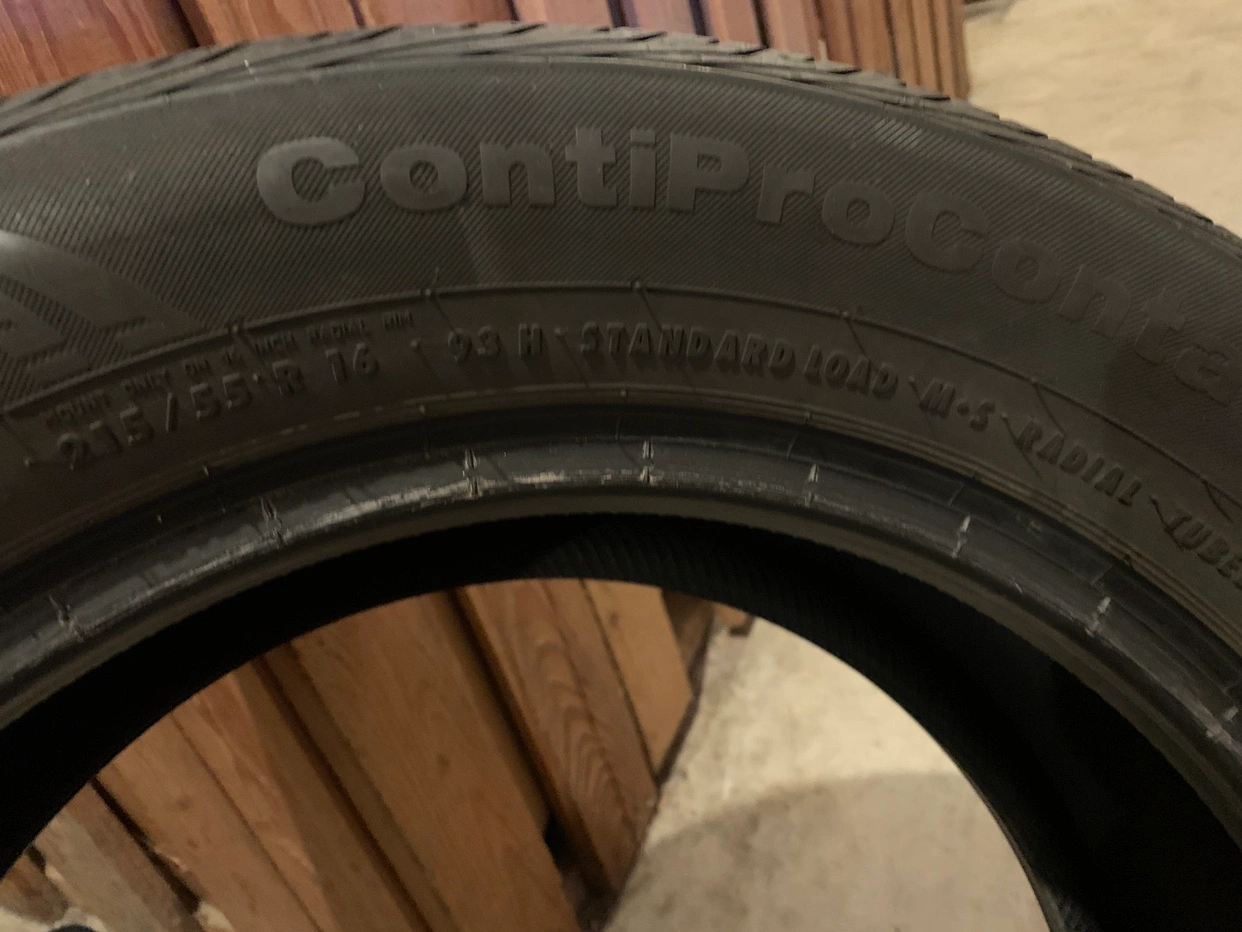 ContiProConta
MOUNT ONLY ON 16 INCH RADIAL RIM
215/55 R 16 93 H STANDARD LOAD M+S RADIAL TUBE